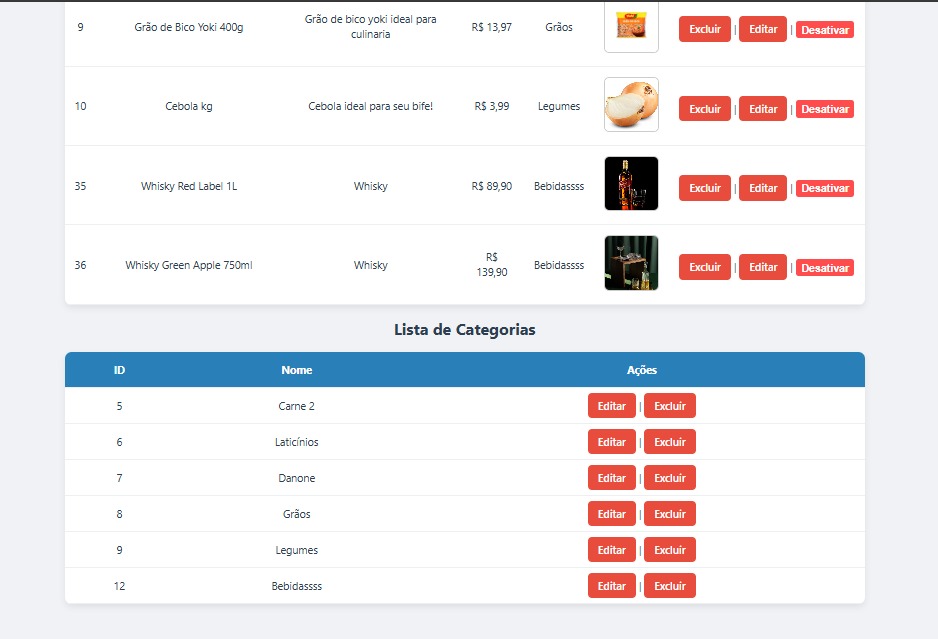 9 Grão de Bico Yoki 400g Grão de bico yoki ideal para culinaria R$ 13,97 Grãos Excluir | Editar | Desativar
10 Cebola kg Cebola ideal para seu bife! R$ 3,99 Legumes Excluir | Editar | Desativar
35 Whisky Red Label 1L Whisky R$ 89,90 Bebidassss Excluir | Editar | Desativar
36 Whisky Green Apple 750ml Whisky R$ 139,90 Bebidassss Excluir | Editar | Desativar
Lista de Categorias
ID Nome Ações
5 Carne 2 Editar | Excluir
6 Laticínios Editar | Excluir
7 Danone Editar | Excluir
8 Grãos Editar | Excluir
9 Legumes Editar | Excluir
12 Bebidassss Editar | Excluir